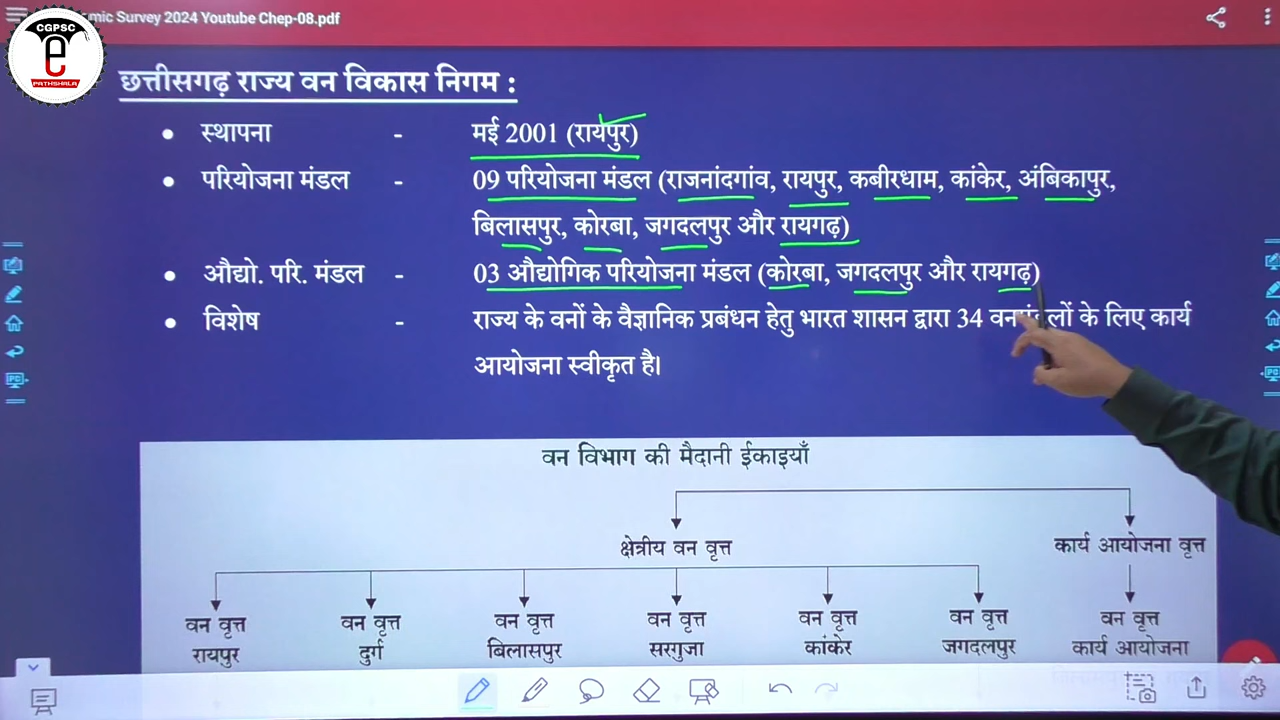 mic Survey 2024 Youtube Chep-08.pdf
CGPSC
e
PATHSHALA
छत्तीसगढ़ राज्य वन विकास निगम :
• स्थापना - मई 2001 (रायपुर)
• परियोजना मंडल - 09 परियोजना मंडल (राजनांदगांव, रायपुर, कबीरधाम, कांकेर, अंबिकापुर,
बिलासपुर, कोरबा, जगदलपुर और रायगढ़)
• औद्यो. परि. मंडल - 03 औद्योगिक परियोजना मंडल (कोरबा, जगदलपुर और रायगढ़)
• विशेष - राज्य के वनों के वैज्ञानिक प्रबंधन हेतु भारत शासन द्वारा 34 के लिए कार्य
आयोजना स्वीकृत है।
वन विभाग की मैदानी ईकाइयाँ
क्षेत्रीय वन वृत्त कार्य आयोजना वृत्त
वन वृत्त वन वृत्त वन वृत्त वन वृत्त वन वृत्त वन वृत्त वन वृत्त
रायपुर दुर्ग बिलासपुर सरगुजा कांकेर जगदलपुर कार्य आयोजना